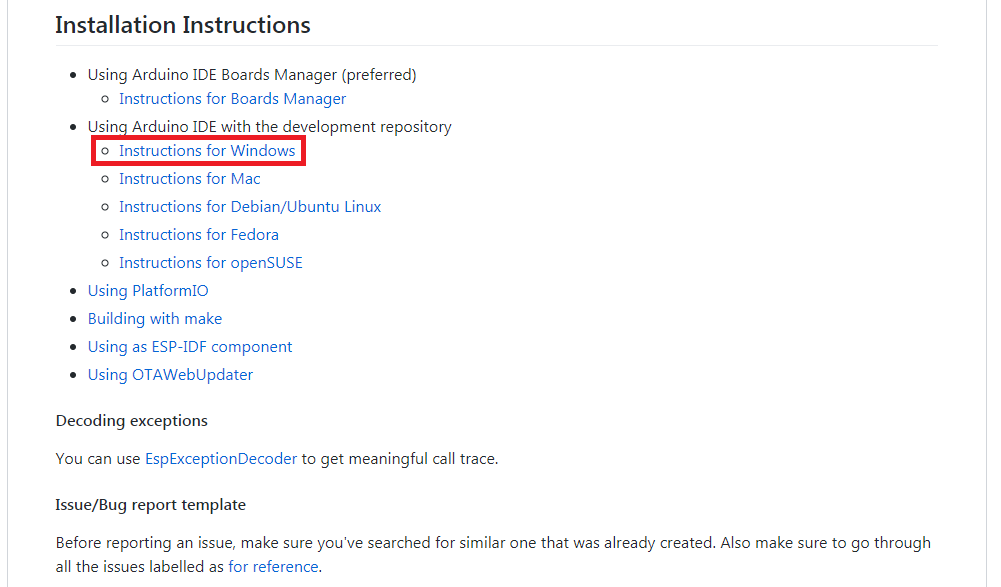 Installation Instructions
Using Arduino IDE Boards Manager (preferred)
Instructions for Boards Manager
Using Arduino IDE with the development repository
Instructions for Windows
Instructions for Mac
Instructions for Debian/Ubuntu Linux
Instructions for Fedora
Instructions for openSUSE
Using PlatformIO
Building with make
Using as ESP-IDF component
Using OTAWebUpdater
Decoding exceptions
You can use EspExceptionDecoder to get meaningful call trace.
Issue/Bug report template
Before reporting an issue, make sure you've searched for similar one that was already created. Also make sure to go through
all the issues labelled as for reference.